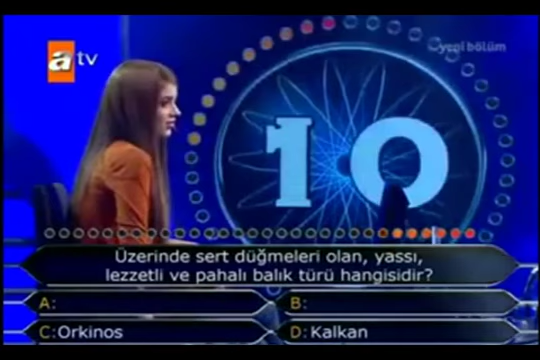 atv
yeni bölüm
10
Üzerinde sert düğmeleri olan, yassı,
lezzetli ve pahalı balık türü hangisidir?
A:
B:
C: Orkinos
D: Kalkan